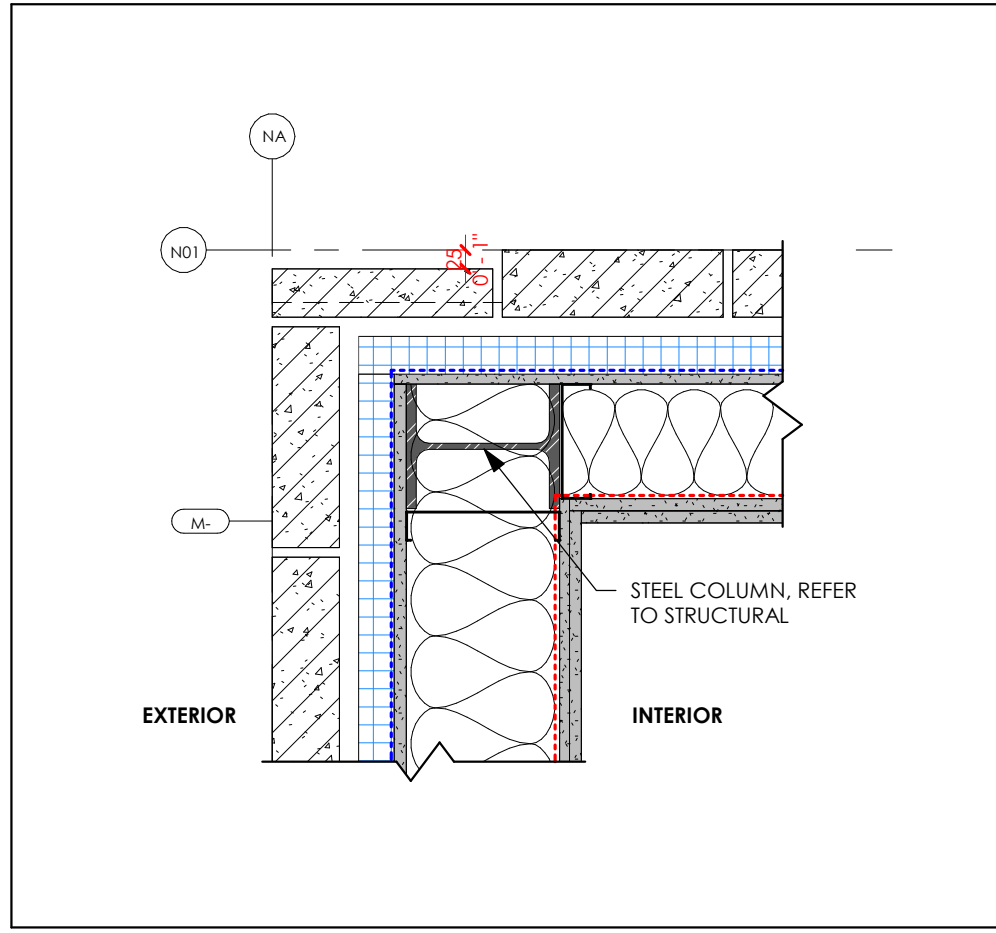 NA
N01
25
0' - 1"
M-
STEEL COLUMN, REFER
TO STRUCTURAL
EXTERIOR
INTERIOR